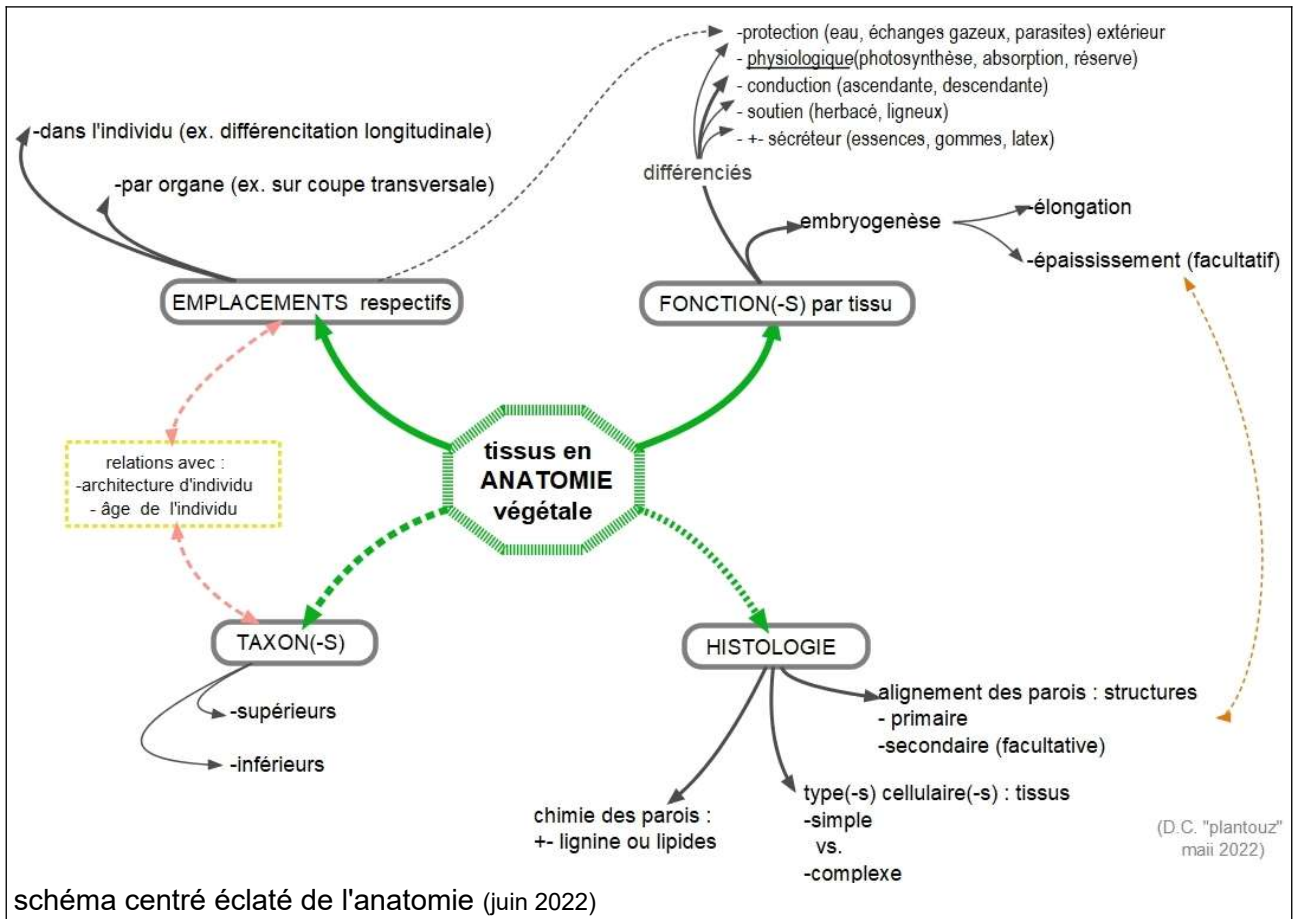 -protection (eau, échanges gazeux, parasites) extérieur
- physiologique(photosynthèse, absorption, réserve)
- conduction (ascendante, descendante)
- soutien (herbacé, ligneux)
- +- sécréteur (essences, gommes, latex)
différenciés
-dans l'individu (ex. différencitation longitudinale)
-par organe (ex. sur coupe transversale)
embryogenèse
-élongation
-épaississement (facultatif)
EMPLACEMENTS respectifs
FONCTION(-S) par tissu
relations avec :
-architecture d'individu
- âge de l'individu
tissus en
ANATOMIE
végétale
TAXON(-S)
-supérieurs
-inférieurs
HISTOLOGIE
alignement des parois : structures
- primaire
-secondaire (facultative)
type(-s) cellulaire(-s) : tissus
-simple
vs.
-complexe
chimie des parois :
+- lignine ou lipides
(D.C. "plantouz"
maii 2022)
schéma centré éclaté de l'anatomie (juin 2022)